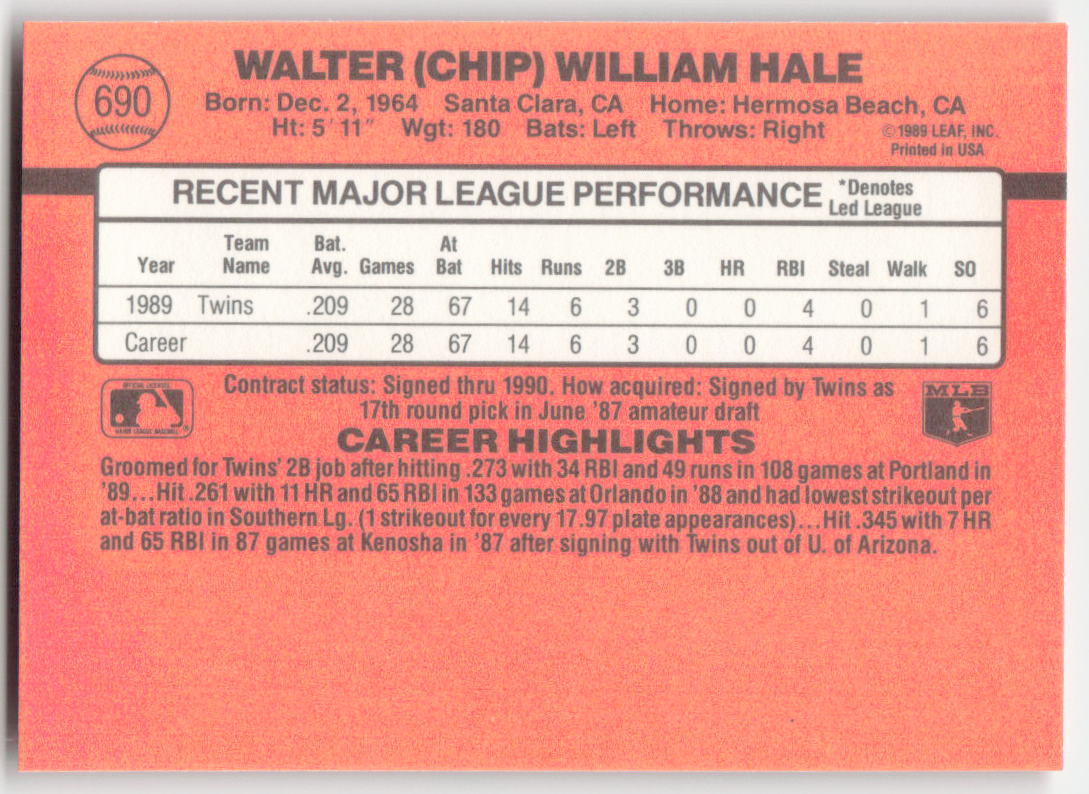 690
WALTER (CHIP) WILLIAM HALE
Born: Dec. 2, 1964 Santa Clara, CA Home: Hermosa Beach, CA
Ht: 5' 11" Wgt: 180 Bats: Left Throws: Right
©1989 LEAF, INC.
Printed in USA
RECENT MAJOR LEAGUE PERFORMANCE *Denotes
Led League
Year Team Name Bat. Avg. Games At Bat Hits Runs 2B 3B HR RBI Steal Walk SO
1989 Twins .209 28 67 14 6 3 0 0 4 0 1 6
Career .209 28 67 14 6 3 0 0 4 0 1 6
OFFICIAL LICENSEE
MAJOR LEAGUE BASEBALL
®
Contract status: Signed thru 1990. How acquired: Signed by Twins as
17th round pick in June '87 amateur draft
MLB
CAREER HIGHLIGHTS
Groomed for Twins' 2B job after hitting .273 with 34 RBI and 49 runs in 108 games at Portland in
'89...Hit .261 with 11 HR and 65 RBI in 133 games at Orlando in '88 and had lowest strikeout per
at-bat ratio in Southern Lg. (1 strikeout for every 17.97 plate appearances)...Hit .345 with 7 HR
and 65 RBI in 87 games at Kenosha in '87 after signing with Twins out of U. of Arizona.